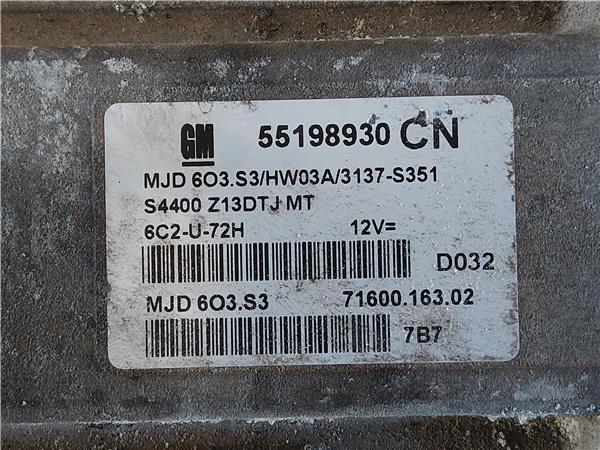 GM 55198930 CN
MJD 6O3.S3/HW03A/3137-S351
S4400 Z13DTJ MT
6C2-U-72H 12V=
D032
MJD 6O3.S3 71600.163.02
7B7